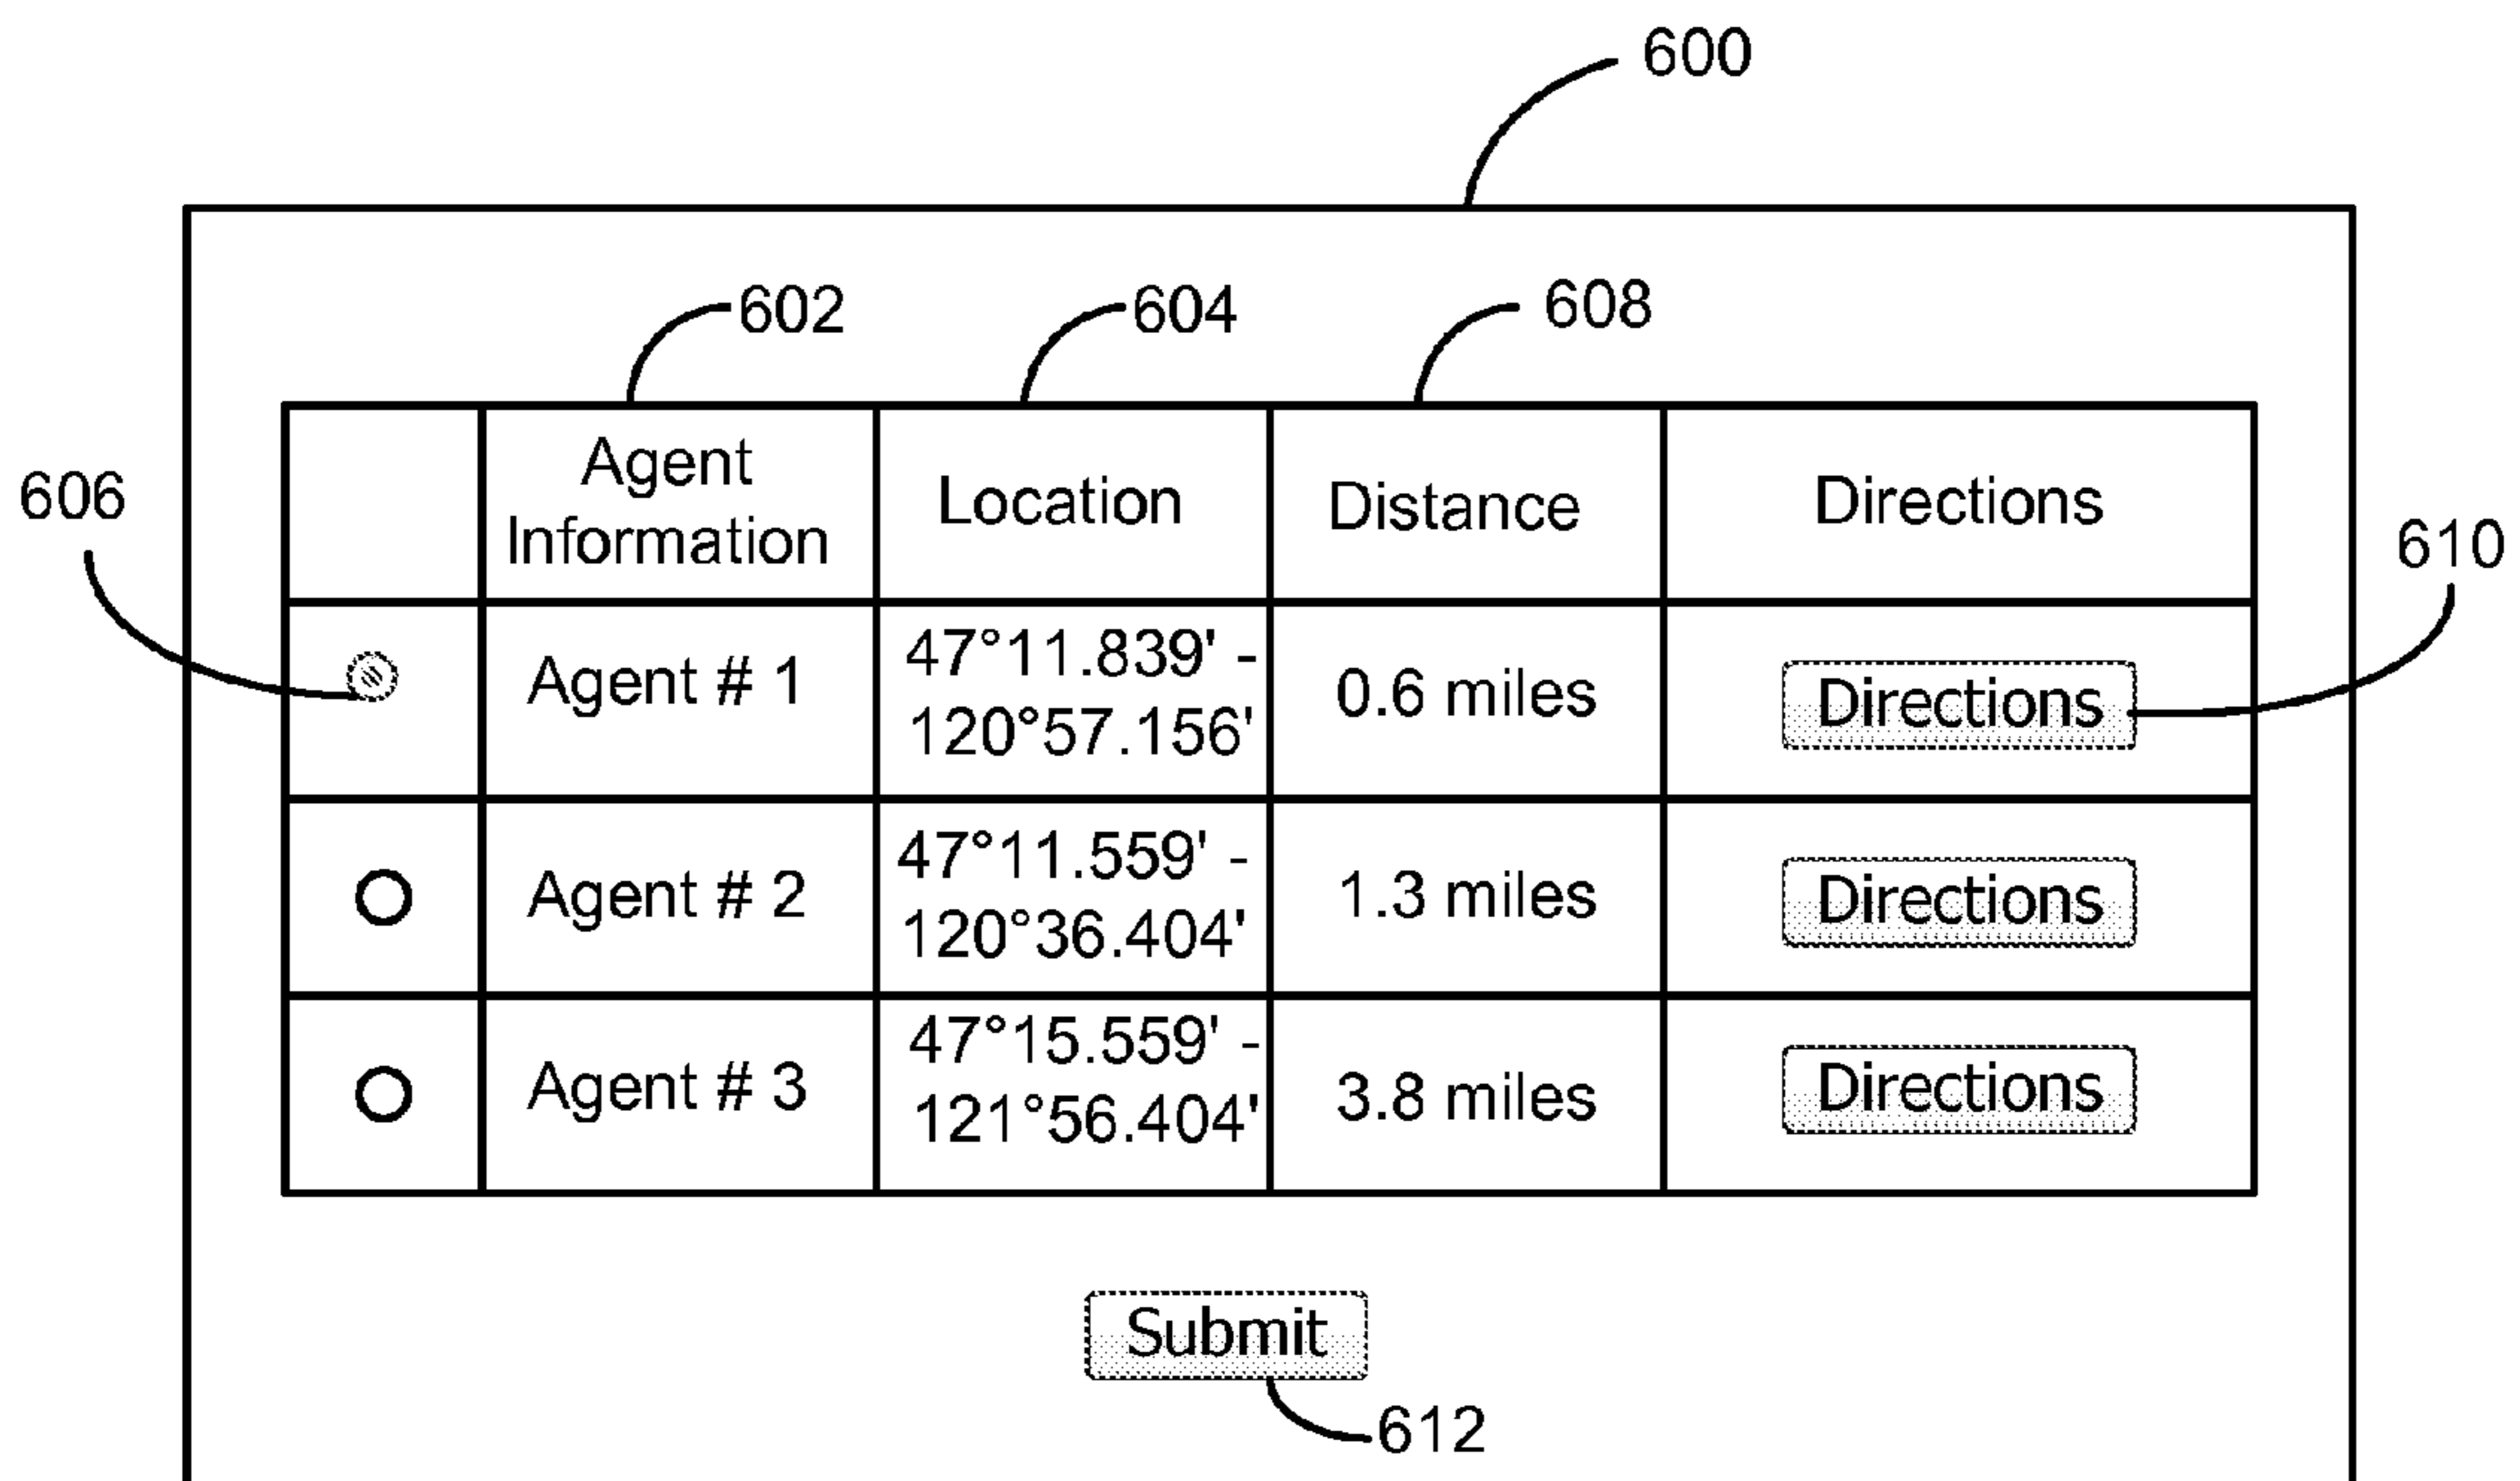 600
602
604
608
606
610
Agent
Information
Location
Distance
Directions
Agent # 1
47°11.839' -
120°57.156'
0.6 miles
Directions
Agent # 2
47°11.559' -
120°36.404'
1.3 miles
Directions
Agent # 3
47°15.559' -
121°56.404'
3.8 miles
Directions
Submit
612